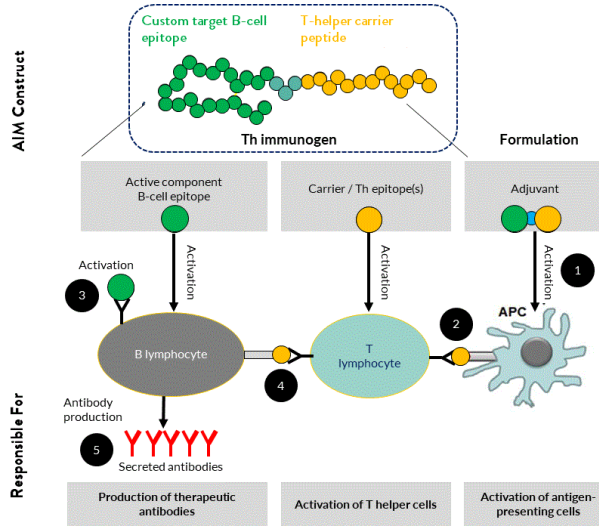 AIM Construct
Custom target B-cell
epitope
T-helper carrier
peptide
Th immunogen
Formulation
Active component
B-cell epitope
Carrier / Th epitope(s)
Adjuvant
Activation
Activation
Activation
1
Activation
3
APC
2
B lymphocyte
T
lymphocyte
4
Antibody
production
5
Secreted antibodies
Responsible For
Production of therapeutic
antibodies
Activation of T helper cells
Activation of antigen-
presenting cells